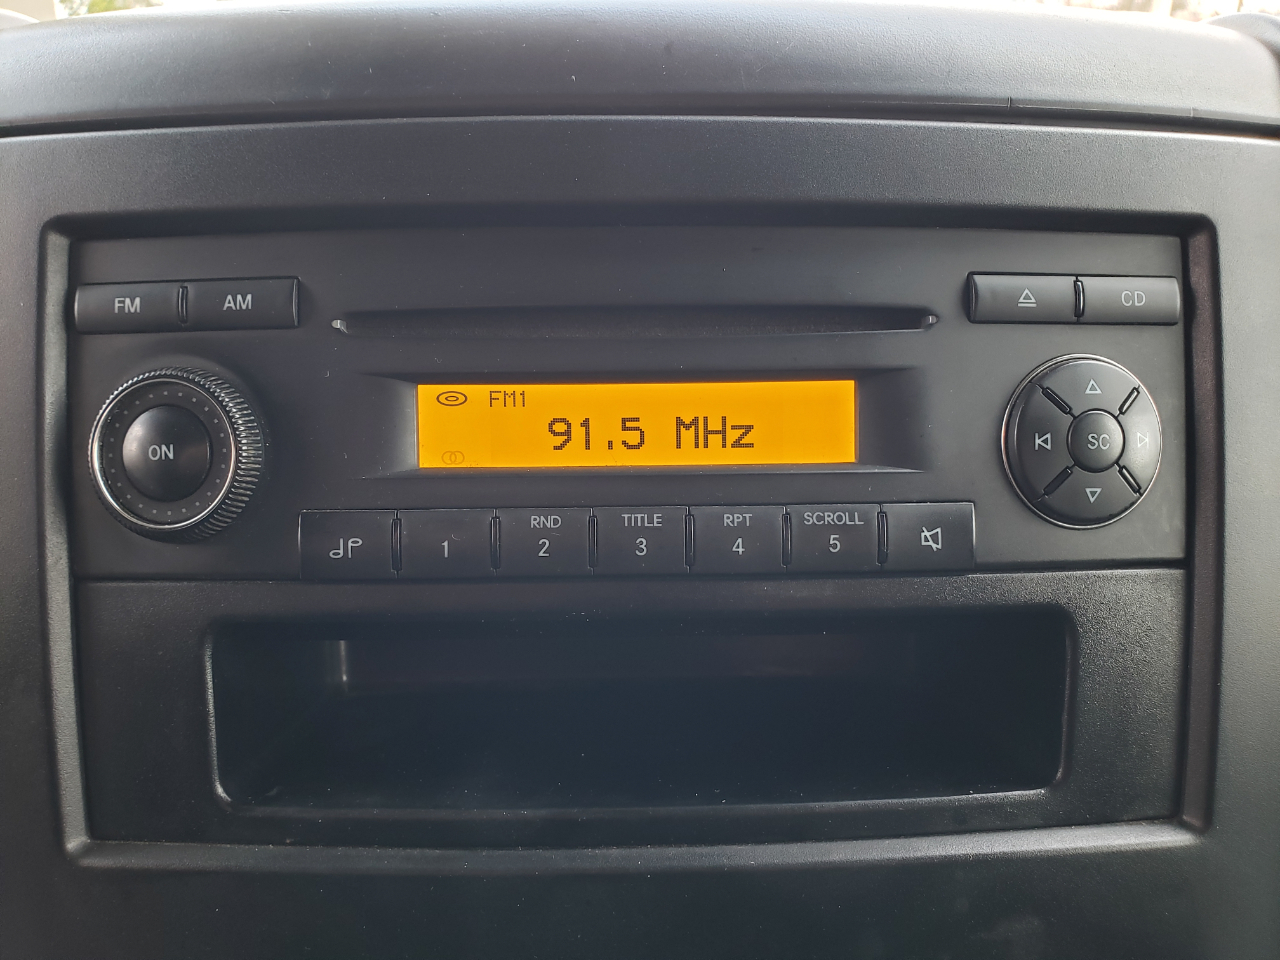 FM AM CD
FM1
91.5 MHz
ON
SC
RND TITLE RPT SCROLL
1 2 3 4 5